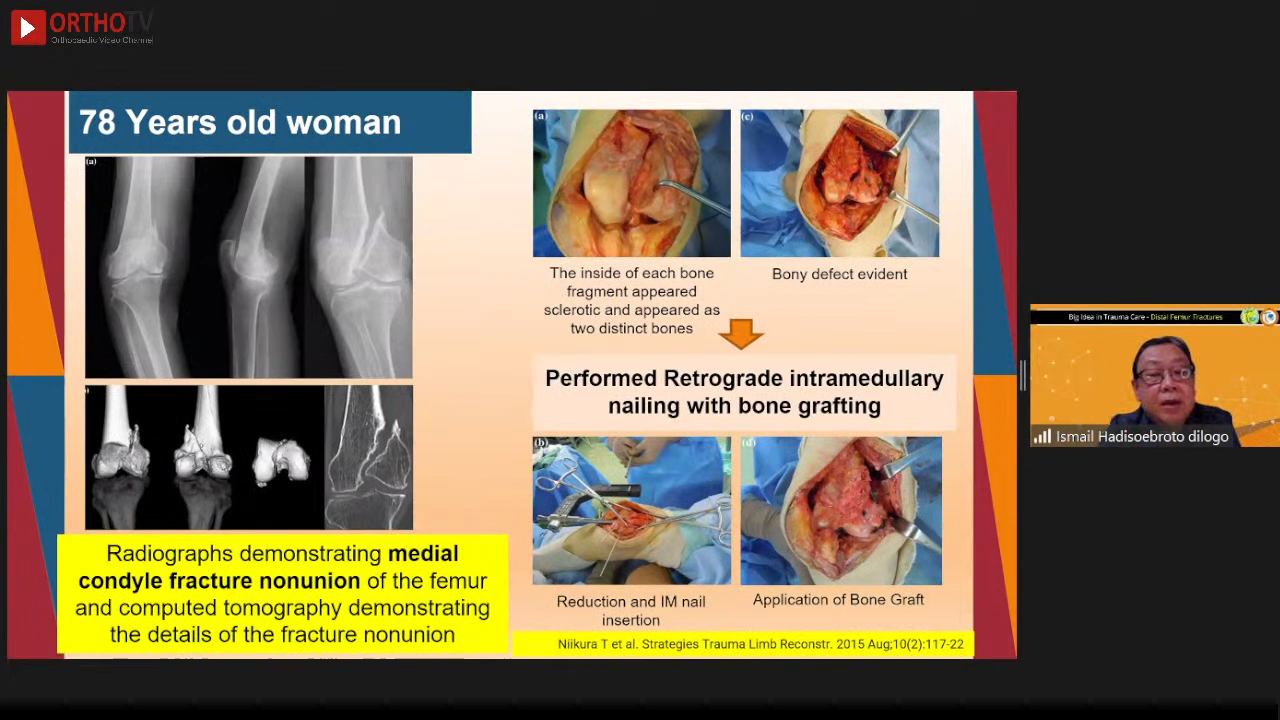 ORTHOTV
Orthopaedic Video Channel
78 Years old woman
(a)
(a)
(c)
The inside of each bone
fragment appeared
sclerotic and appeared as
two distinct bones
Bony defect evident
Performed Retrograde intramedullary
nailing with bone grafting
(b)
(d)
Reduction and IM nail
insertion
Application of Bone Graft
Radiographs demonstrating medial
condyle fracture nonunion of the femur
and computed tomography demonstrating
the details of the fracture nonunion
Niikura T et al. Strategies Trauma Limb Reconstr. 2015 Aug;10(2):117-22
Big Idea in Trauma Care - Distal Femur Fractures
Ismail Hadisoebroto dilogo